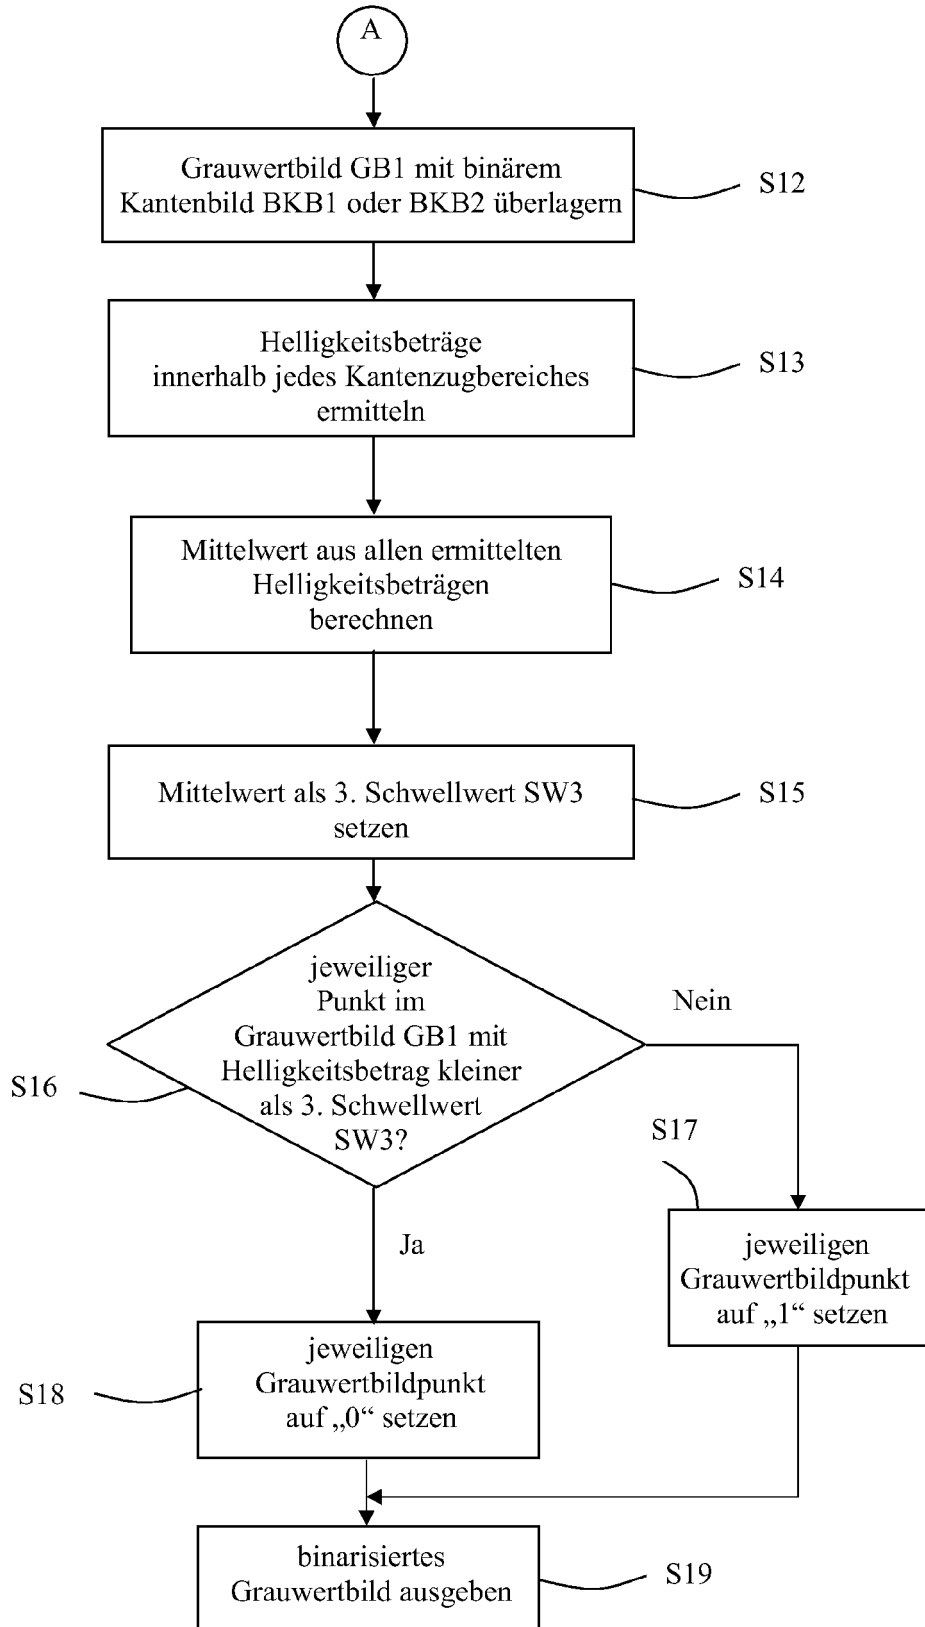 A
Grauwertbild GB1 mit binärem
Kantenbild BKB1 oder BKB2 überlagern
S12
Helligkeitsbeträge
innerhalb jedes Kantenzugbereiches
ermitteln
S13
Mittelwert aus allen ermittelten
Helligkeitsbeträgen
berechnen
S14
Mittelwert als 3. Schwellwert SW3
setzen
S15
jeweiliger
Punkt im
Grauwertbild GB1 mit
Helligkeitsbetrag kleiner
als 3. Schwellwert
SW3?
S16
Nein
S17
Ja
jeweiligen
Grauwertbildpunkt
auf „1“ setzen
jeweiligen
Grauwertbildpunkt
auf „0“ setzen
S18
binarisiertes
Grauwertbild ausgeben
S19